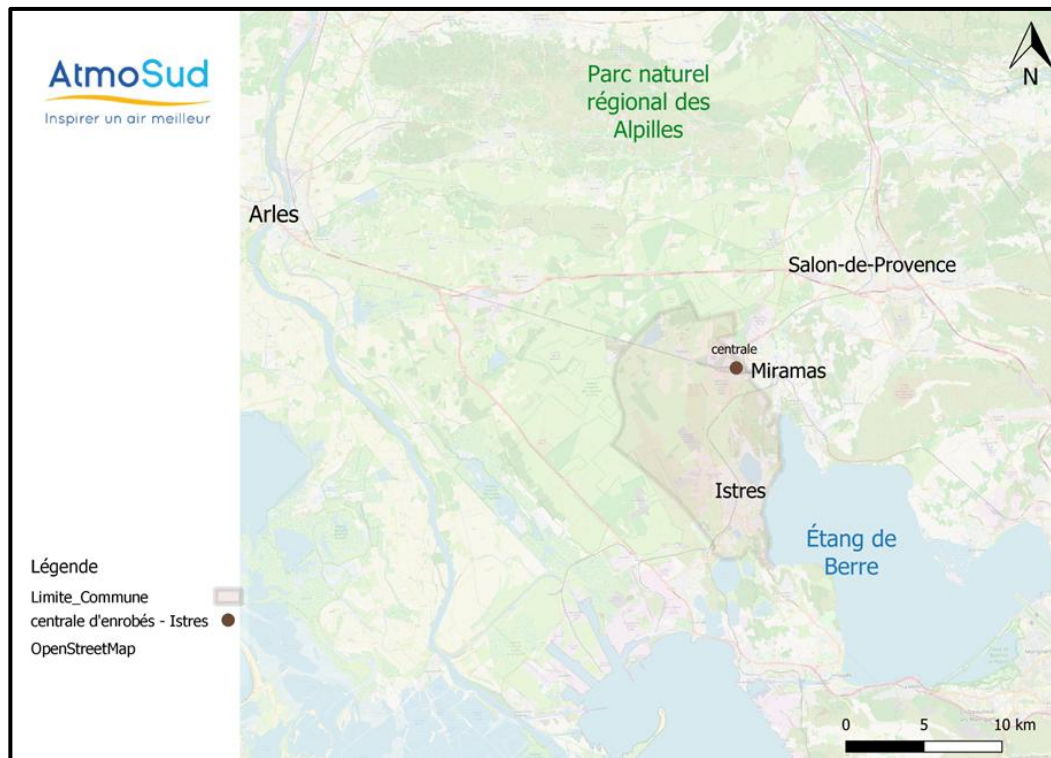 AtmoSud
Inspirer un air meilleur
N
Parc naturel
régional des
Alpilles
Arles
Salon-de-Provence
centrale
Miramas
Istres
Étang de
Berre
Légende
Limite_Commune
centrale d'enrobés - Istres
OpenStreetMap
0 5 10 km